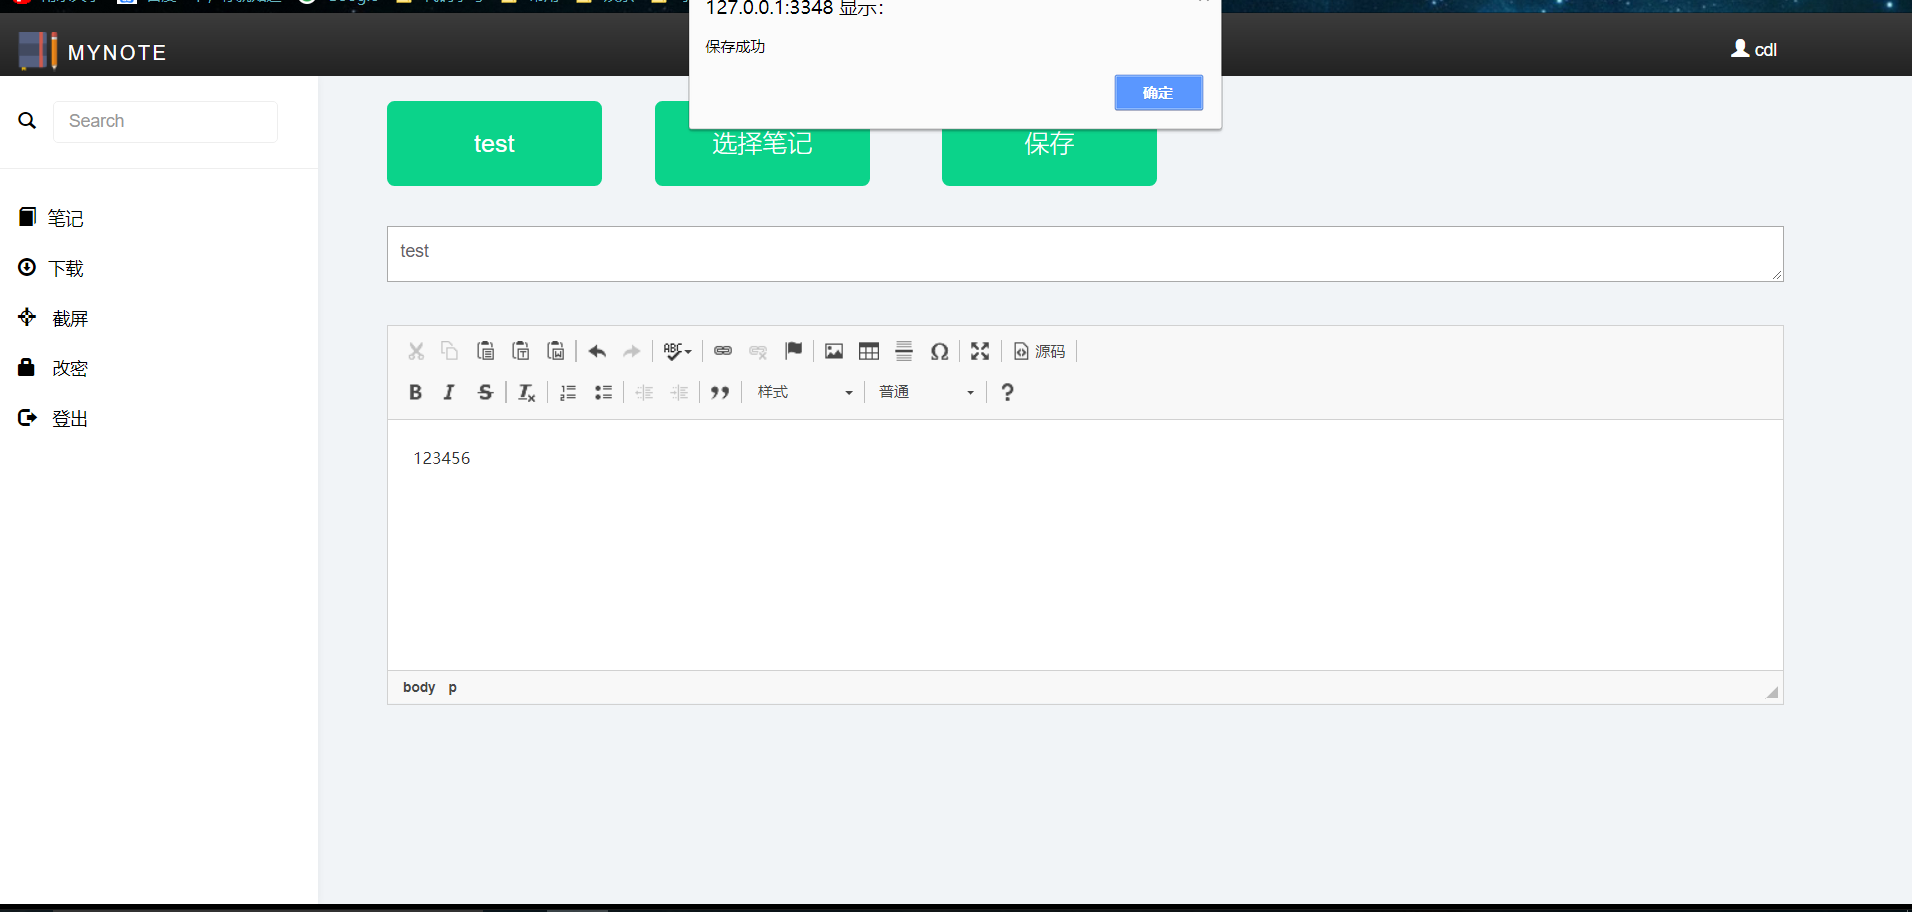 127.0.0.1:3348 显示:
保存成功
确定
MYNOTE
cdl
Search
test
选择笔记
保存
笔记
下载
截屏
改密
登出
test
ABC
源码
B I S Tx
样式
普通
?
123456
body p